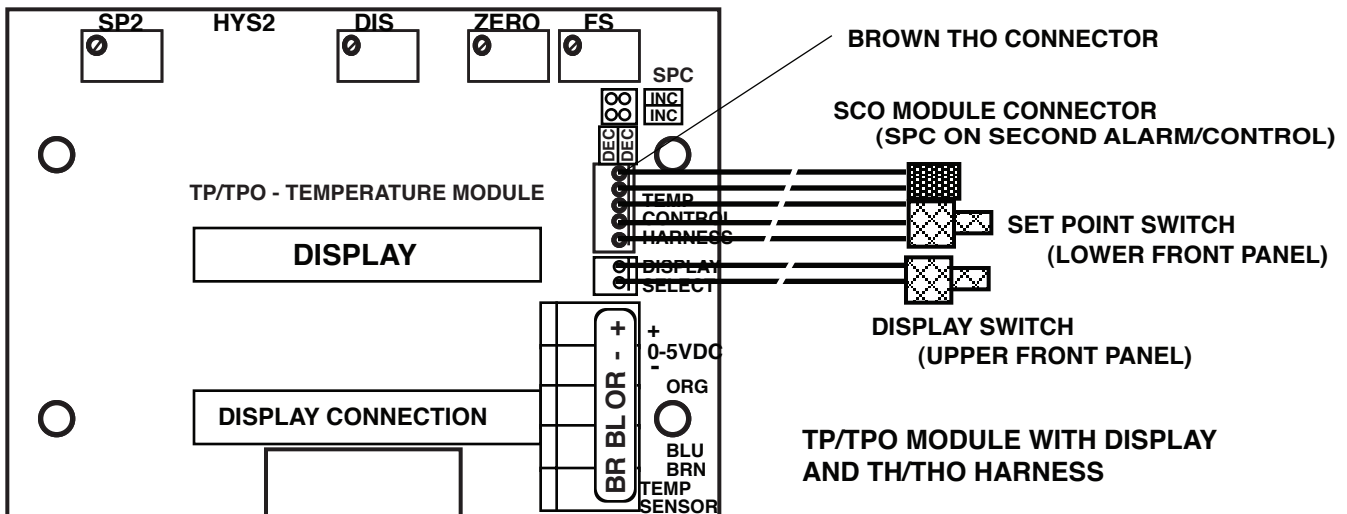 SP2 HYS2 DIS ZERO FS
SPC
INC
INC
DEC
DEC
BROWN THO CONNECTOR
SCO MODULE CONNECTOR
(SPC ON SECOND ALARM/CONTROL)
TP/TPO - TEMPERATURE MODULE
TEMP
CONTROL
HARNESS
SET POINT SWITCH
(LOWER FRONT PANEL)
DISPLAY
DISPLAY
SELECT
DISPLAY SWITCH
(UPPER FRONT PANEL)
BR BL OR - +
+
0-5VDC
-
ORG
BLU
BRN
TEMP
SENSOR
DISPLAY CONNECTION
TP/TPO MODULE WITH DISPLAY
AND TH/THO HARNESS